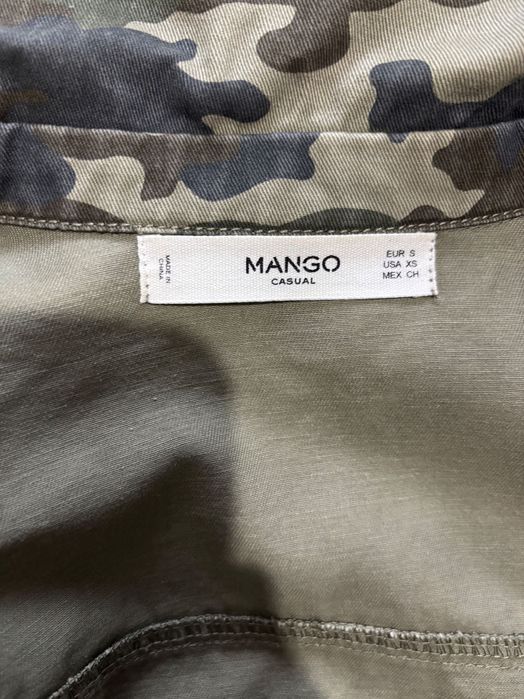 MADE IN
CHINA
MANGO
CASUAL
EUR S
USA XS
MEX CH